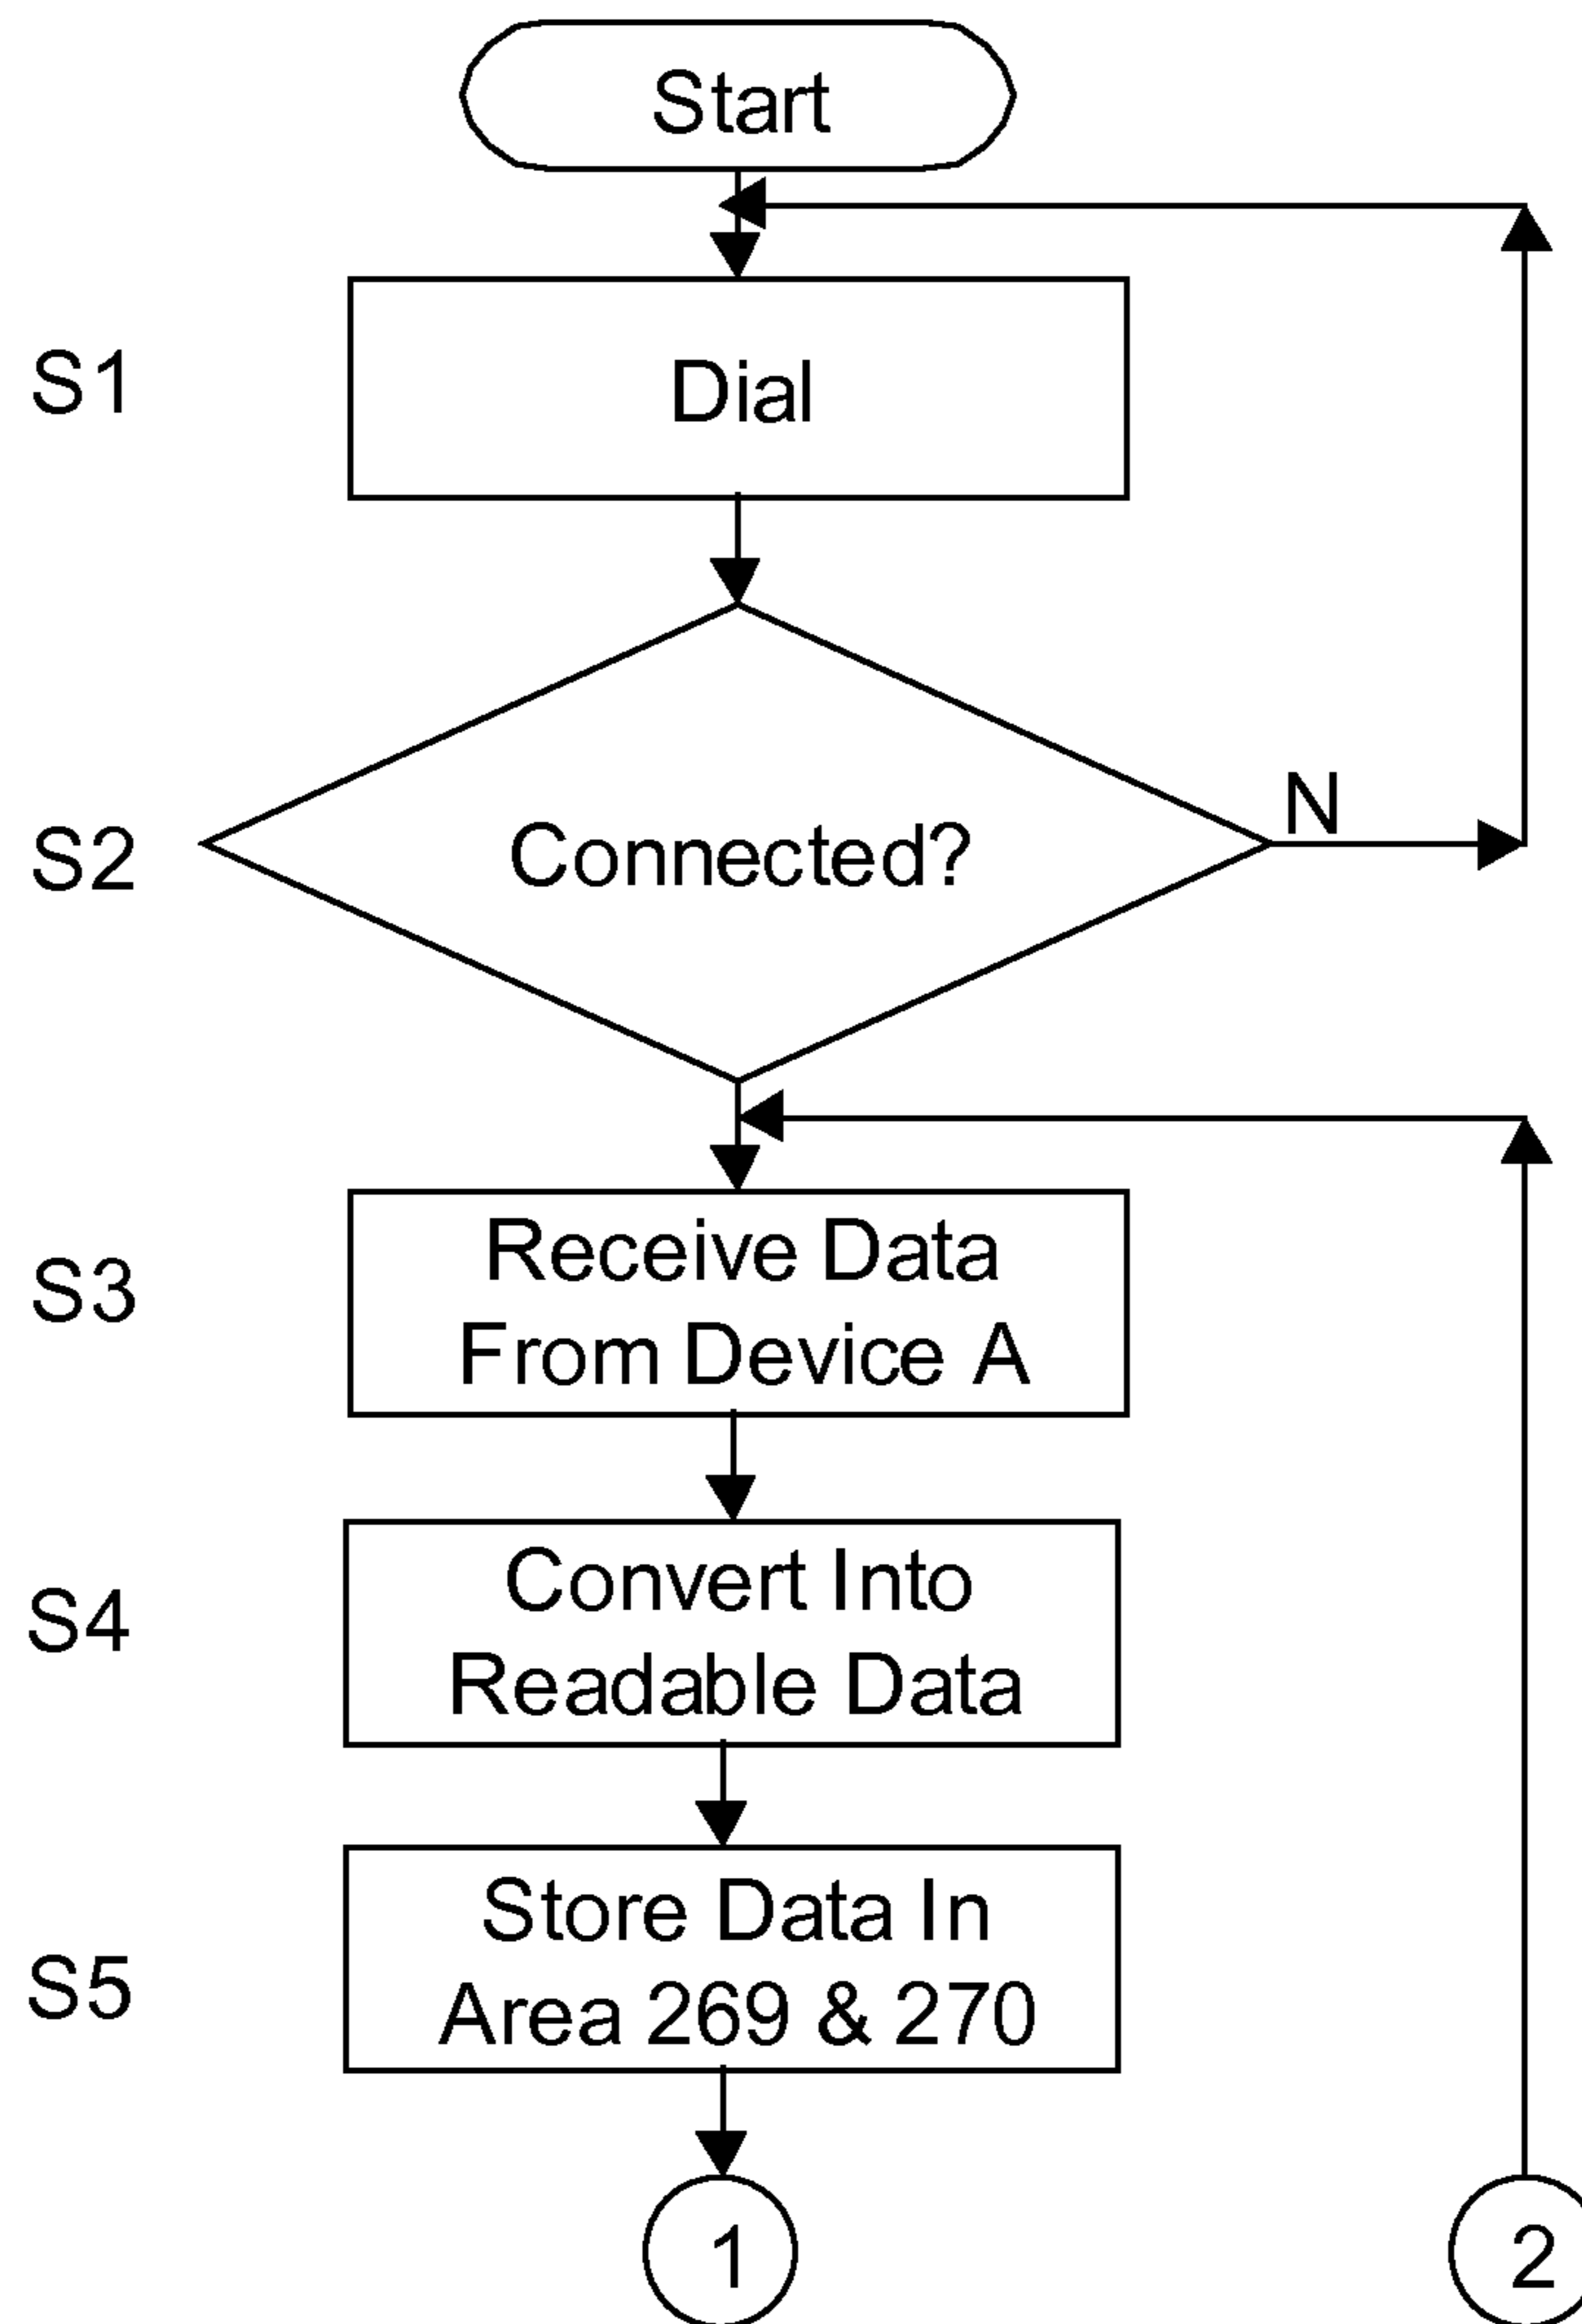 Start
S1
Dial
S2
Connected?
N
S3
Receive Data
From Device A
S4
Convert Into
Readable Data
S5
Store Data In
Area 269 & 270
1
2